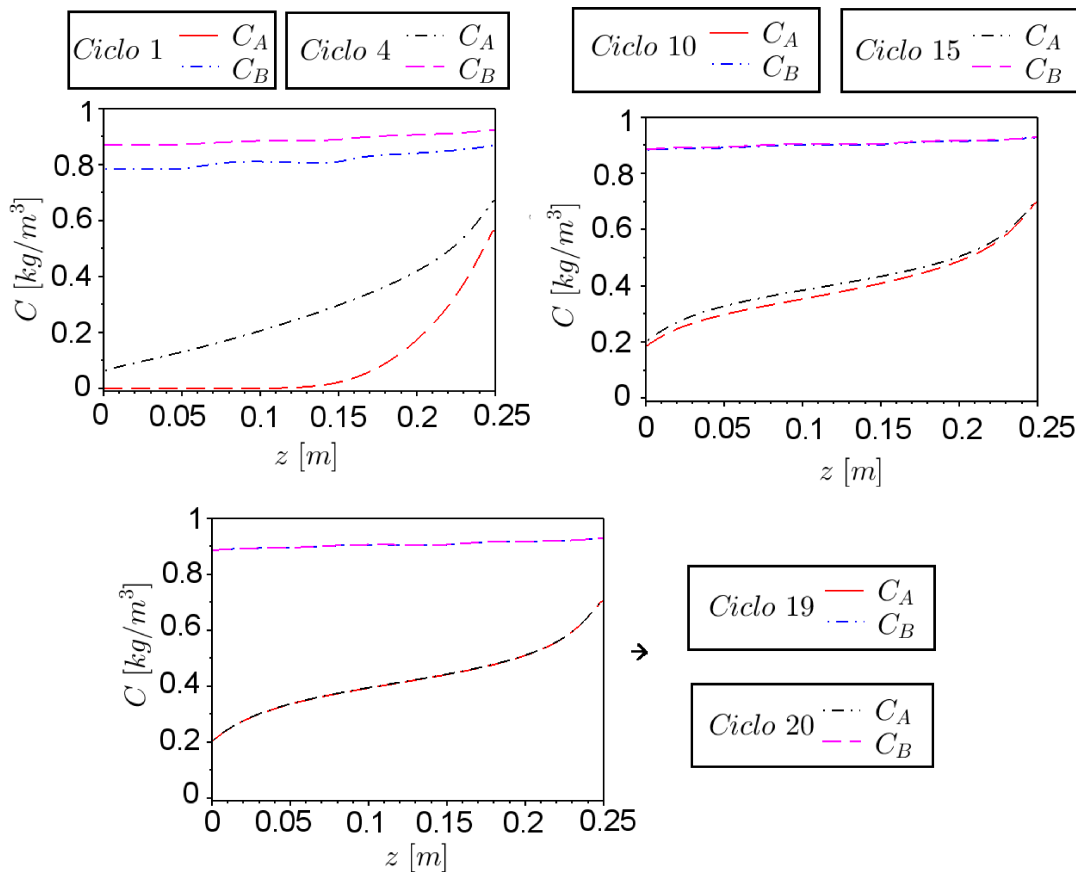 Ciclo 1 C_A C_B
Ciclo 4 C_A C_B
Ciclo 10 C_A C_B
Ciclo 15 C_A C_B
C [kg/m^3]
1
0.8
0.6
0.4
0.2
0
0 0.05 0.1 0.15 0.2 0.25
z [m]
C [kg/m^3]
1
0.8
0.6
0.4
0.2
0
0 0.05 0.1 0.15 0.2 0.25
z [m]
C [kg/m^3]
1
0.8
0.6
0.4
0.2
0
0 0.05 0.1 0.15 0.2 0.25
z [m]
Ciclo 19 C_A C_B
Ciclo 20 C_A C_B